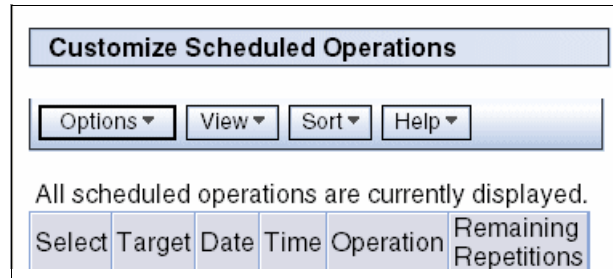 Customize Scheduled Operations
Options View Sort Help
All scheduled operations are currently displayed.
Select Target Date Time Operation Remaining Repetitions